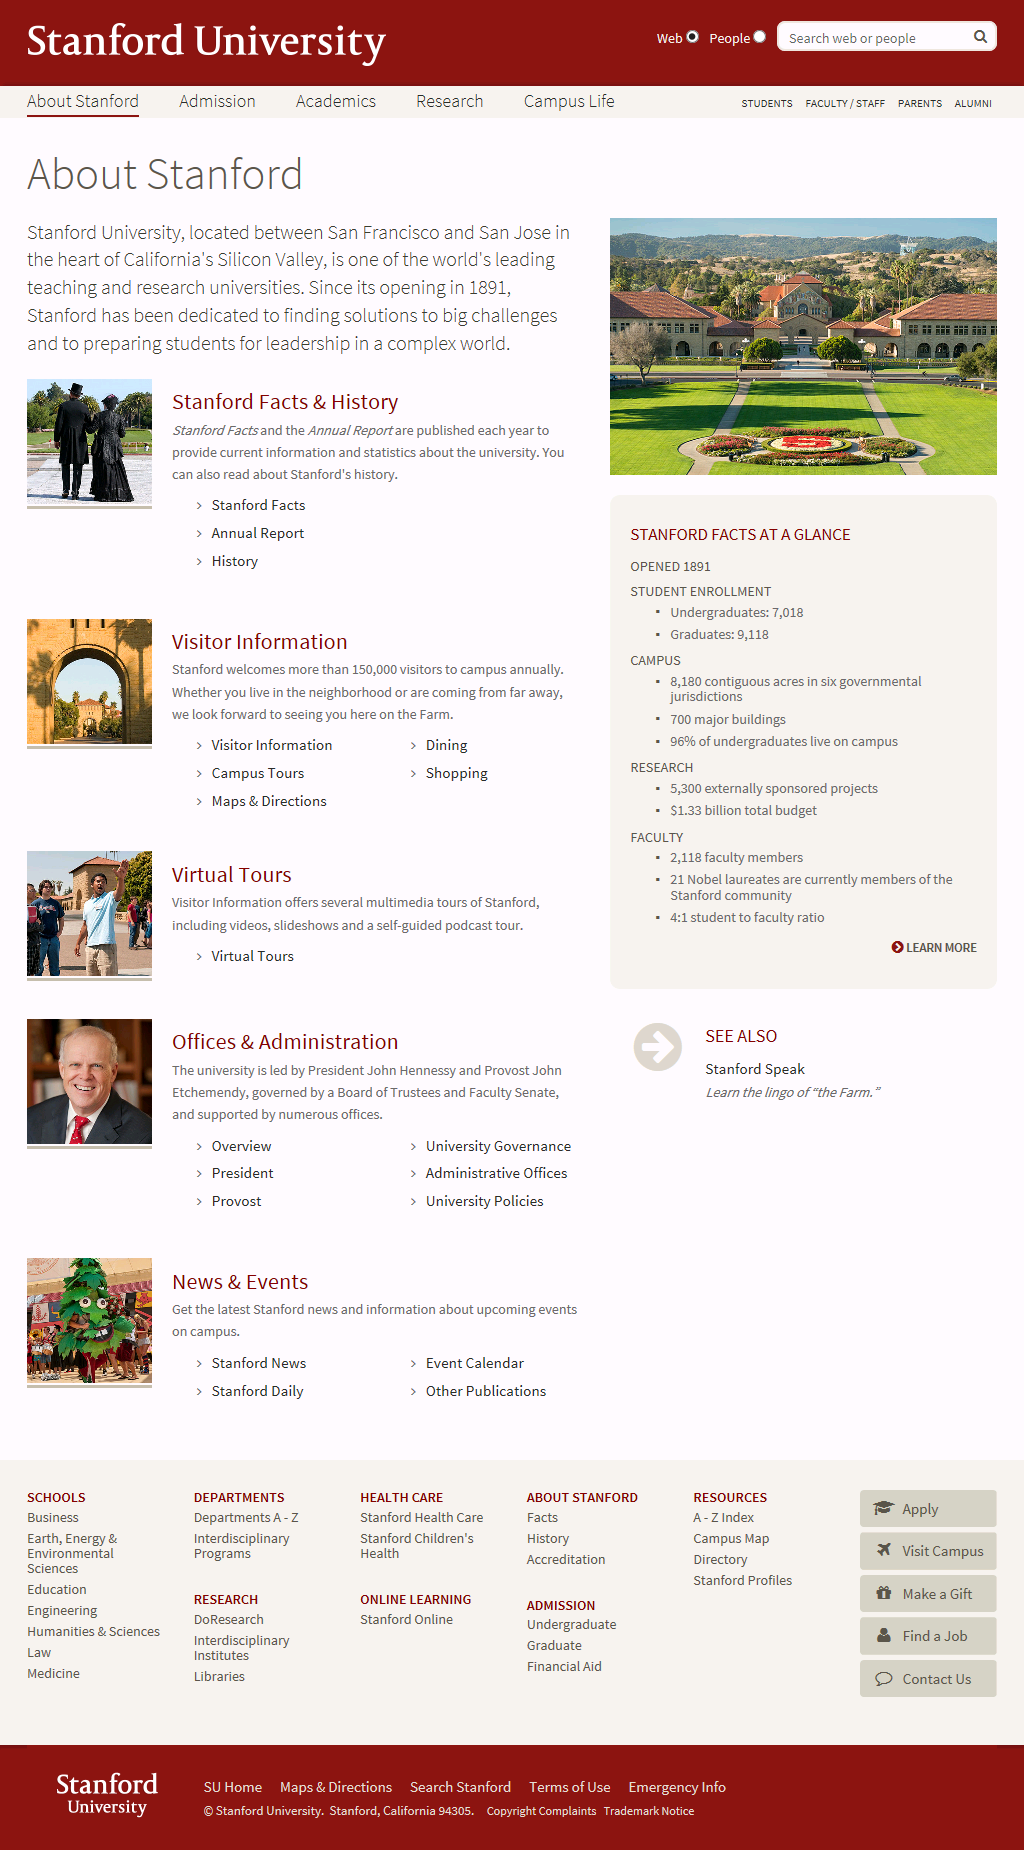 Stanford University
Web People Search web or people
About Stanford Admission Academics Research Campus Life
STUDENTS FACULTY / STAFF PARENTS ALUMNI
About Stanford
Stanford University, located between San Francisco and San Jose in
the heart of California's Silicon Valley, is one of the world's leading
teaching and research universities. Since its opening in 1891,
Stanford has been dedicated to finding solutions to big challenges
and to preparing students for leadership in a complex world.
Stanford Facts & History
Stanford Facts and the Annual Report are published each year to
provide current information and statistics about the university. You
can also read about Stanford's history.
Stanford Facts
Annual Report
History
Visitor Information
Stanford welcomes more than 150,000 visitors to campus annually.
Whether you live in the neighborhood or are coming from far away,
we look forward to seeing you here on the Farm.
Visitor Information
Campus Tours
Maps & Directions
Dining
Shopping
Virtual Tours
Visitor Information offers several multimedia tours of Stanford,
including videos, slideshows and a self-guided podcast tour.
Virtual Tours
Offices & Administration
The university is led by President John Hennessy and Provost John
Etchemendy, governed by a Board of Trustees and Faculty Senate,
and supported by numerous offices.
Overview
President
Provost
University Governance
Administrative Offices
University Policies
News & Events
Get the latest Stanford news and information about upcoming events
on campus.
Stanford News
Stanford Daily
Event Calendar
Other Publications
STANFORD FACTS AT A GLANCE
OPENED 1891
STUDENT ENROLLMENT
Undergraduates: 7,018
Graduates: 9,118
CAMPUS
8,180 contiguous acres in six governmental
jurisdictions
700 major buildings
96% of undergraduates live on campus
RESEARCH
5,300 externally sponsored projects
$1.33 billion total budget
FACULTY
2,118 faculty members
21 Nobel laureates are currently members of the
Stanford community
4:1 student to faculty ratio
LEARN MORE
SEE ALSO
Stanford Speak
Learn the lingo of “the Farm.”
SCHOOLS
Business
Earth, Energy &
Environmental
Sciences
Education
Engineering
Humanities & Sciences
Law
Medicine
DEPARTMENTS
Departments A - Z
Interdisciplinary
Programs
RESEARCH
DoResearch
Interdisciplinary
Institutes
Libraries
HEALTH CARE
Stanford Health Care
Stanford Children's
Health
ONLINE LEARNING
Stanford Online
ABOUT STANFORD
Facts
History
Accreditation
ADMISSION
Undergraduate
Graduate
Financial Aid
RESOURCES
A - Z Index
Campus Map
Directory
Stanford Profiles
Apply
Visit Campus
Make a Gift
Find a Job
Contact Us
Stanford
University
SU Home Maps & Directions Search Stanford Terms of Use Emergency Info
© Stanford University. Stanford, California 94305. Copyright Complaints Trademark Notice